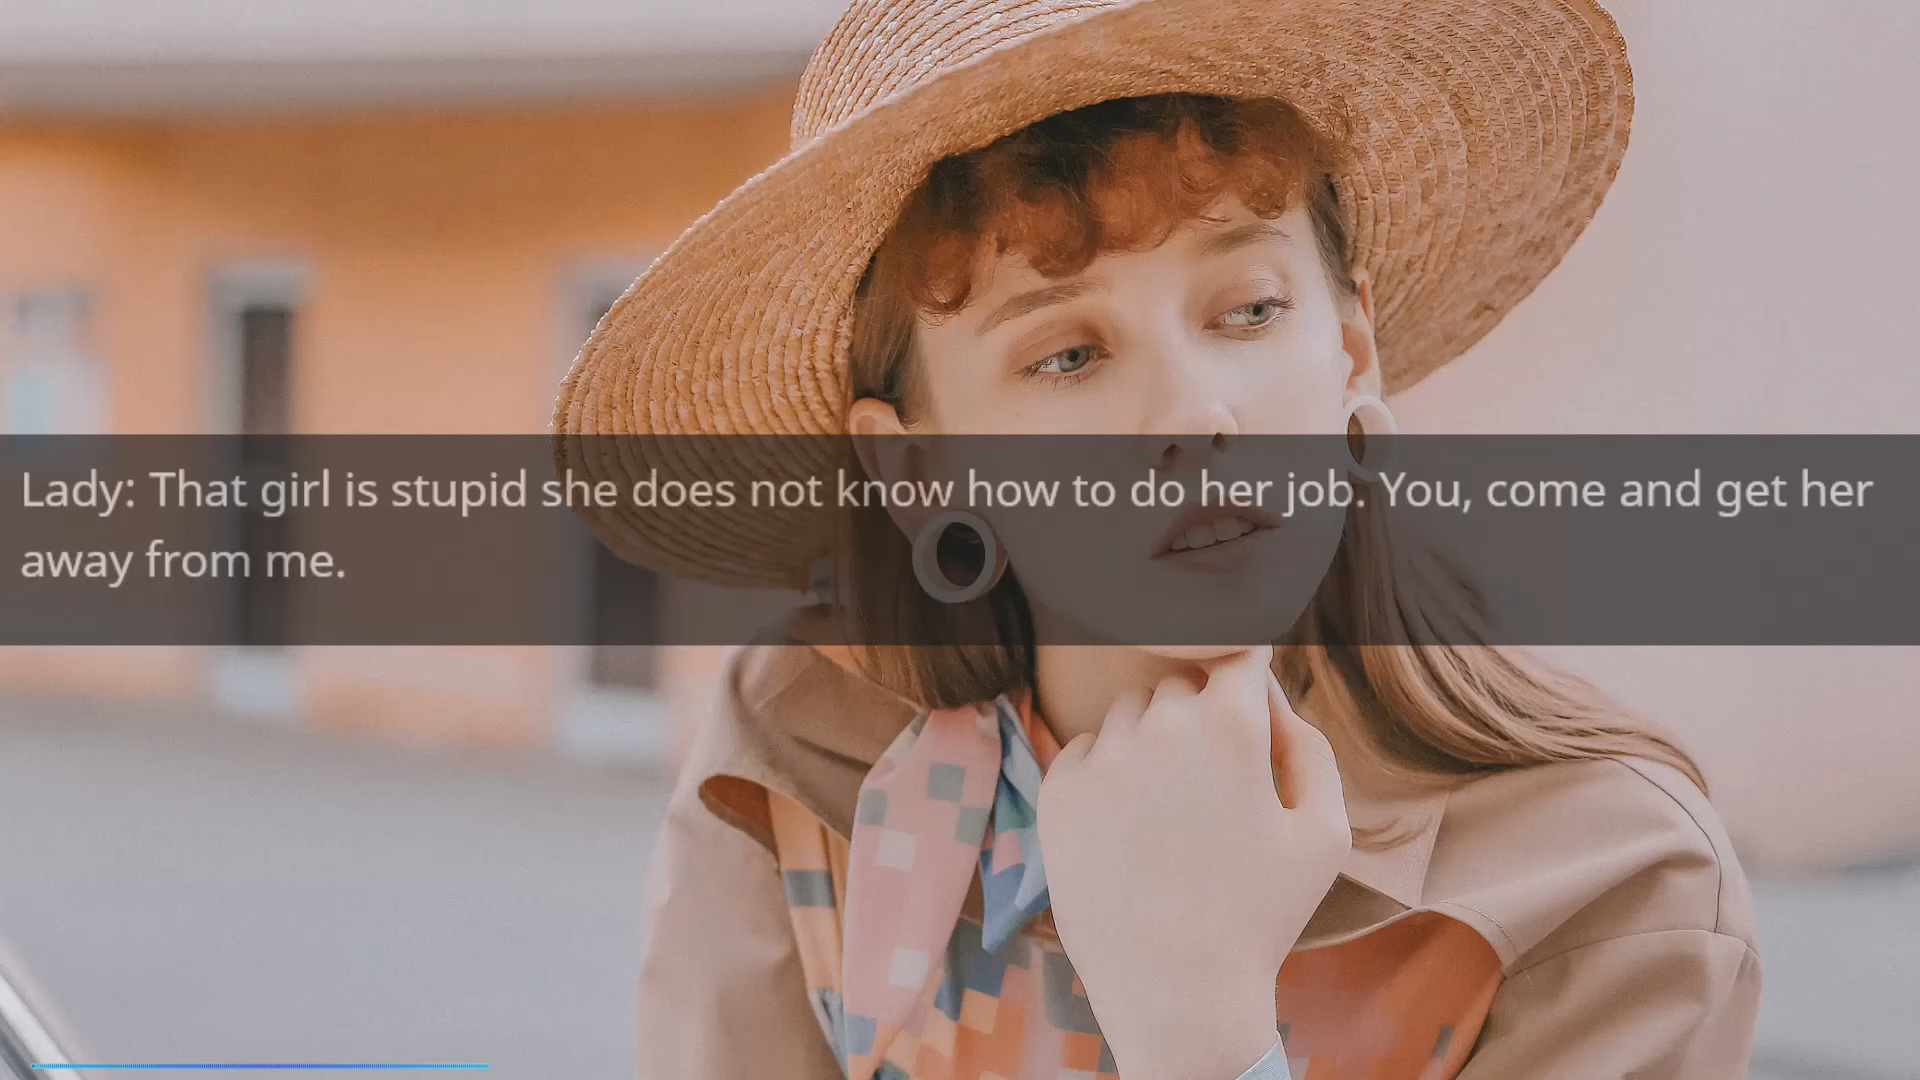 Lady: That girl is stupid she does not know how to do her job. You, come and get her
away from me.